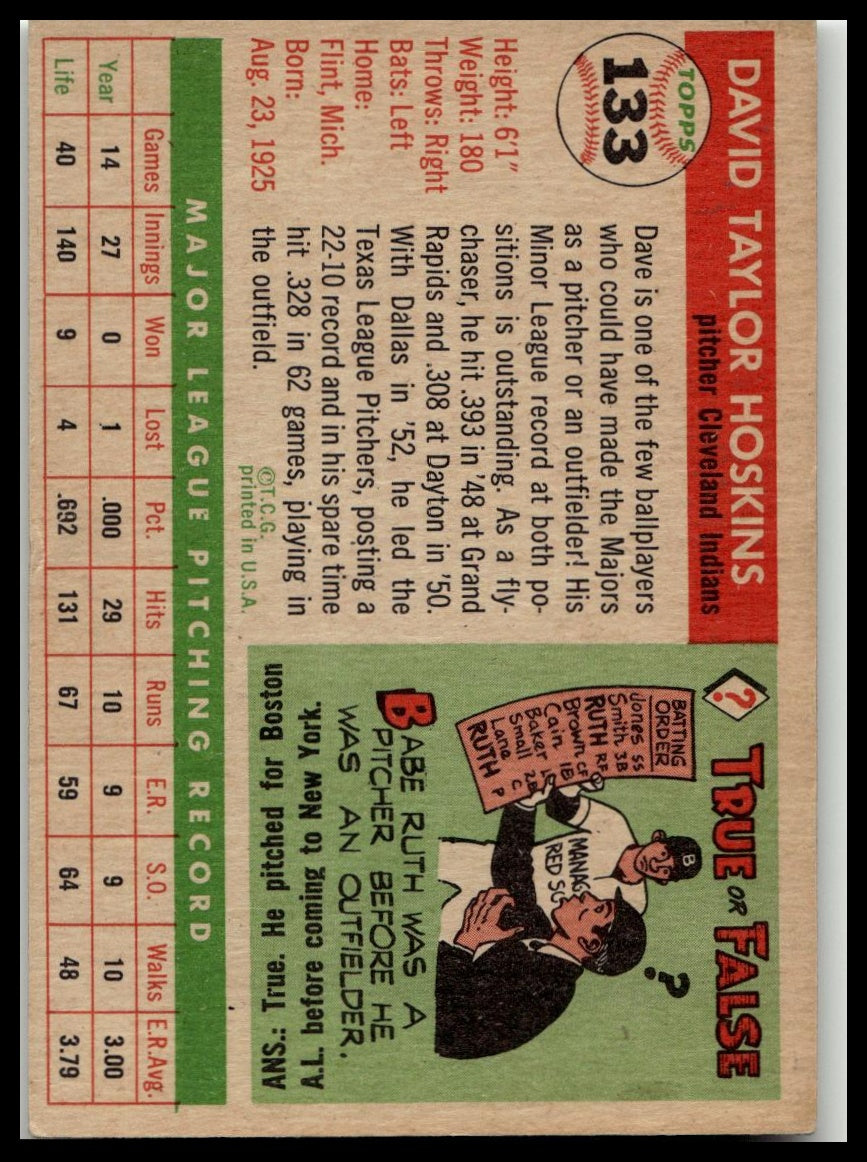 DAVID TAYLOR HOSKINS
pitcher Cleveland Indians
TOPPS
133
Height: 6'1"
Weight: 180
Throws: Right
Bats: Left
Home:
Flint, Mich.
Born:
Aug. 23, 1925
Dave is one of the few ballplayers
who could have made the Majors
as a pitcher or an outfielder! His
Minor League record at both po-
sitions is outstanding. As a fly-
chaser, he hit .393 in '48 at Grand
Rapids and .308 at Dayton in '50.
With Dallas in '52, he led the
Texas League Pitchers, posting a
22-10 record and in his spare time
hit .328 in 62 games, playing in
the outfield.
©T.C.G.
printed in U.S.A.
?
TRUE OR FALSE
BATTING
ORDER
Jones SS
Smith 3B
RUTH RF
Brown CF
Cain 1B
Baker LF
Small 2B
Lane C
RUTH P
B
MANAG
RED SO
?
BABE RUTH WAS A
PITCHER BEFORE HE
WAS AN OUTFIELDER.
ANS.: True. He pitched for Boston
A.L. before coming to New York.
MAJOR LEAGUE PITCHING RECORD
Games Innings Won Lost Pct. Hits Runs E.R. S.O. Walks E.R.Avg.
Year 14 27 0 1 .000 29 10 9 9 10 3.00
Life 40 140 9 4 .692 131 67 59 64 48 3.79